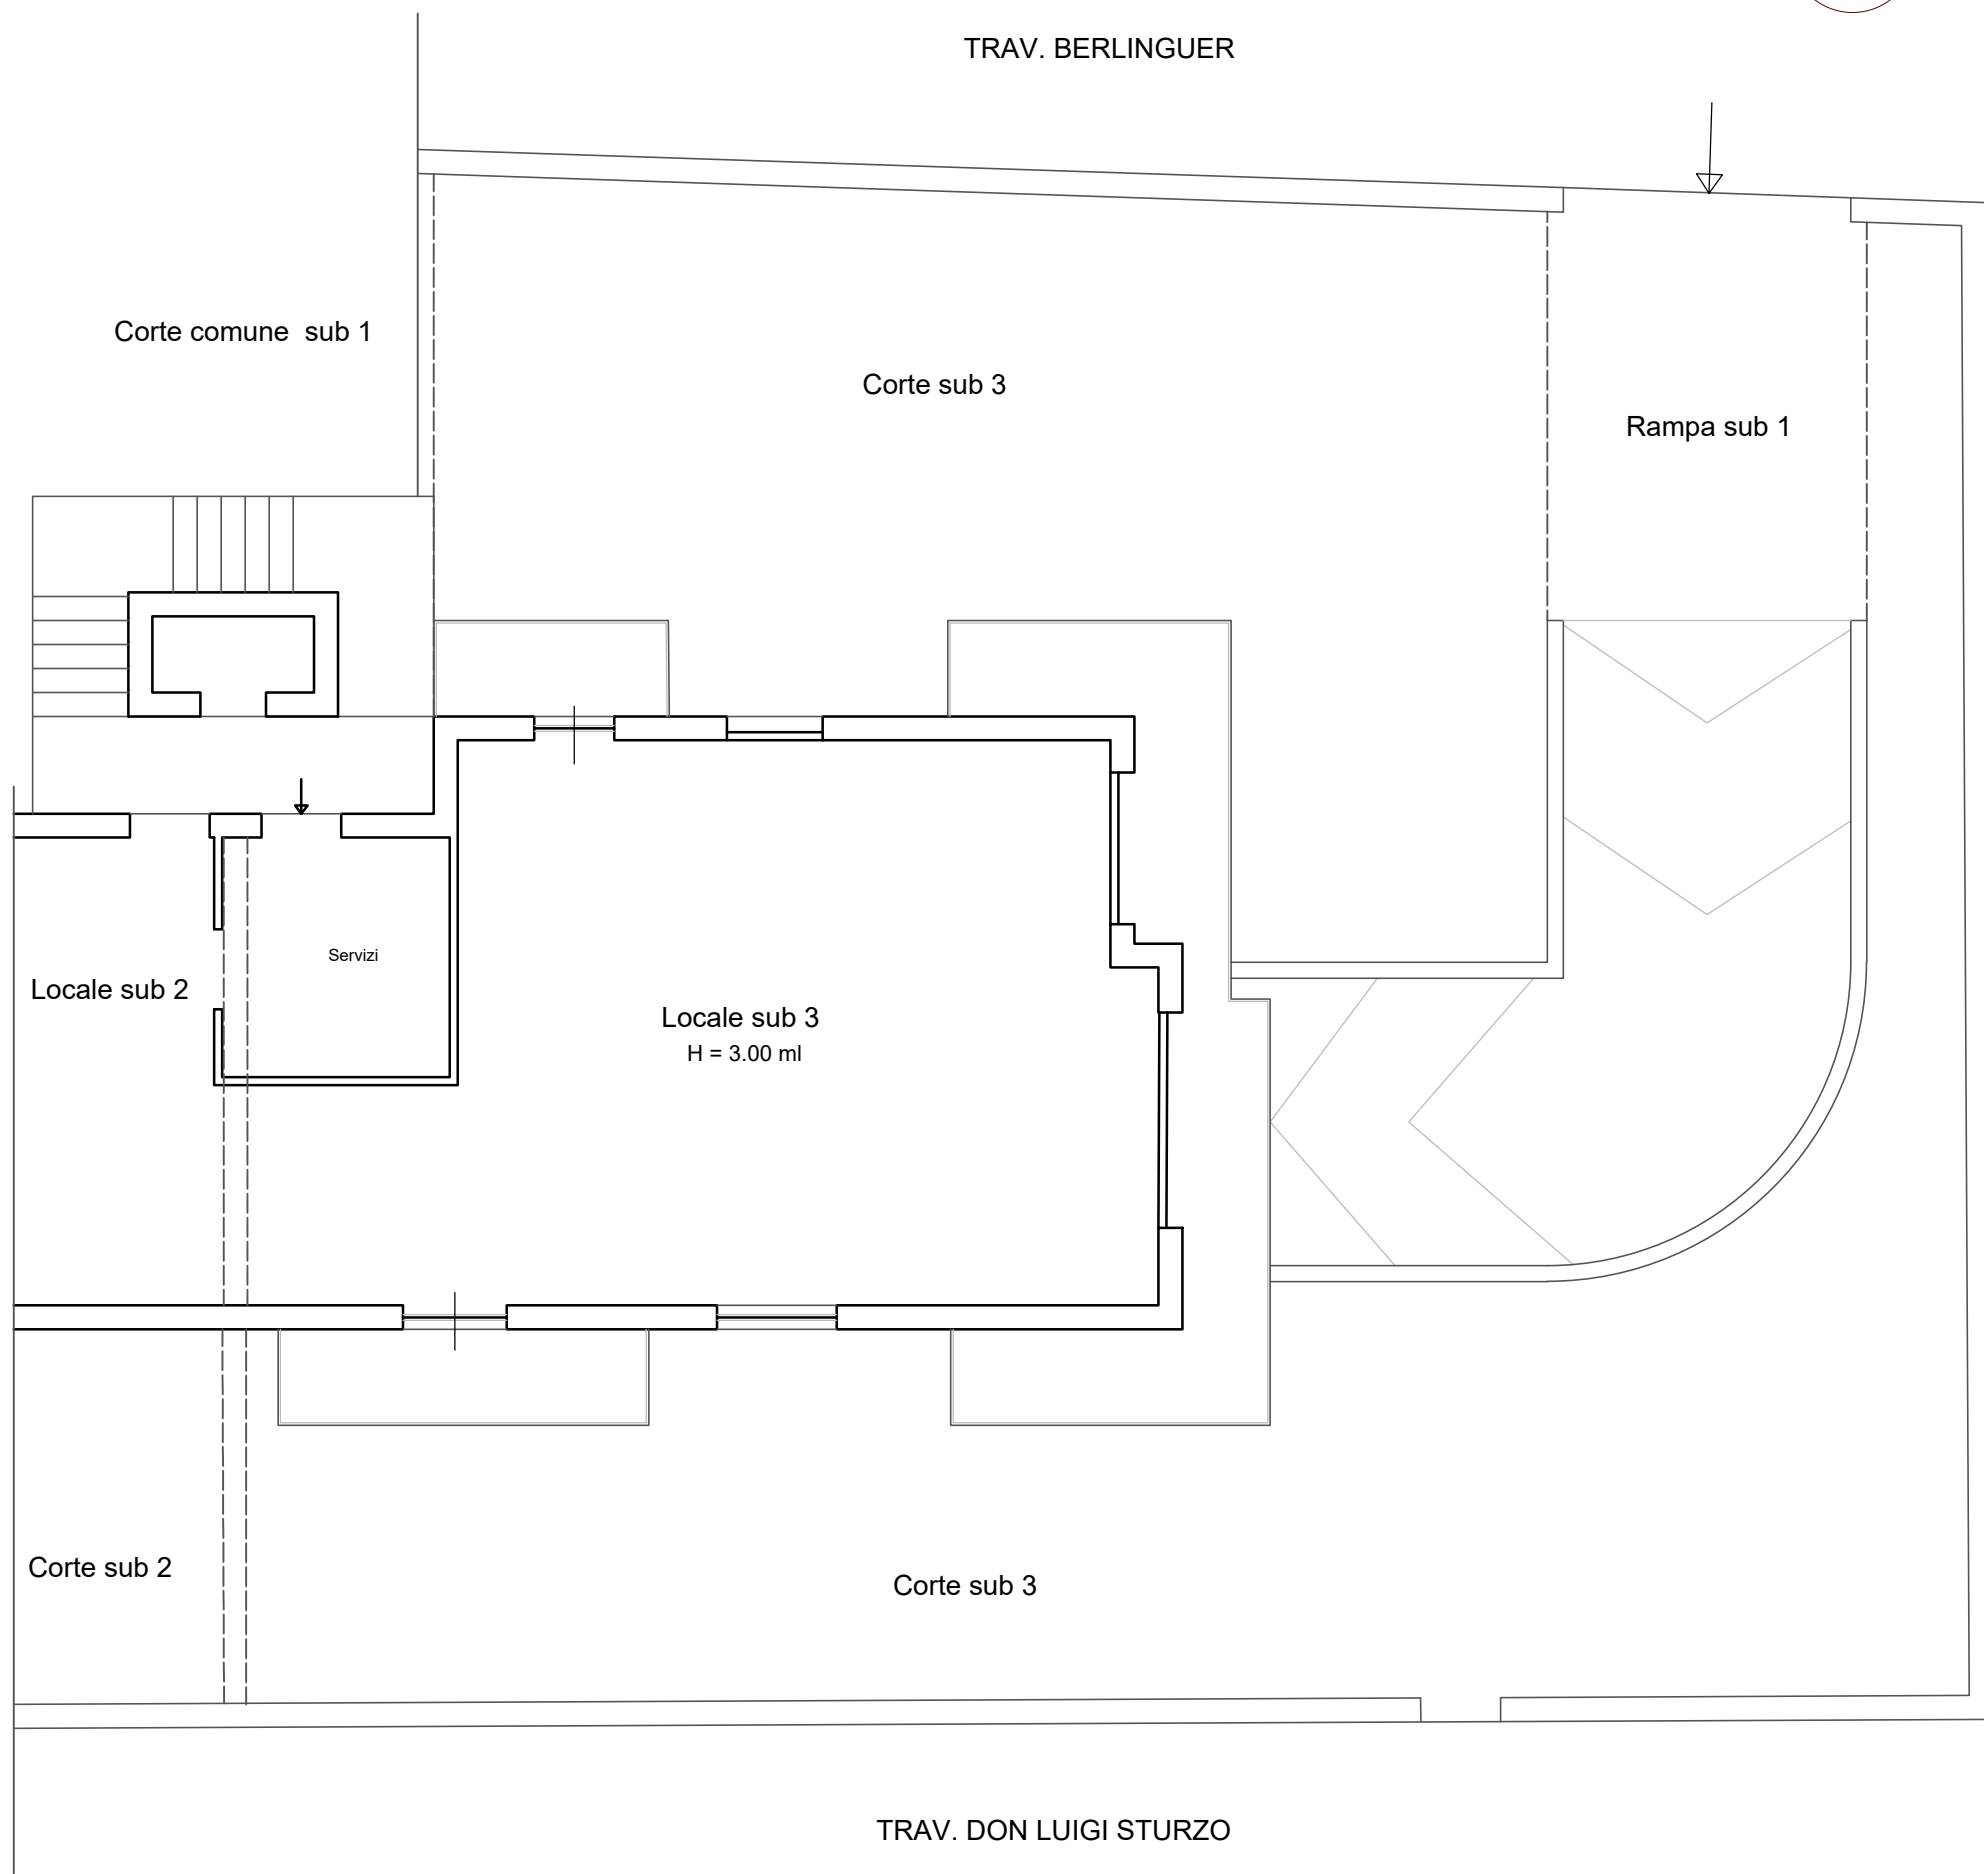 TRAV. BERLINGUER
Corte comune  sub 1
Corte sub 3
Rampa sub 1
Servizi
Locale sub 2
Locale sub 3
H = 3.00 ml
Corte sub 2
Corte sub 3
TRAV. DON LUIGI STURZO